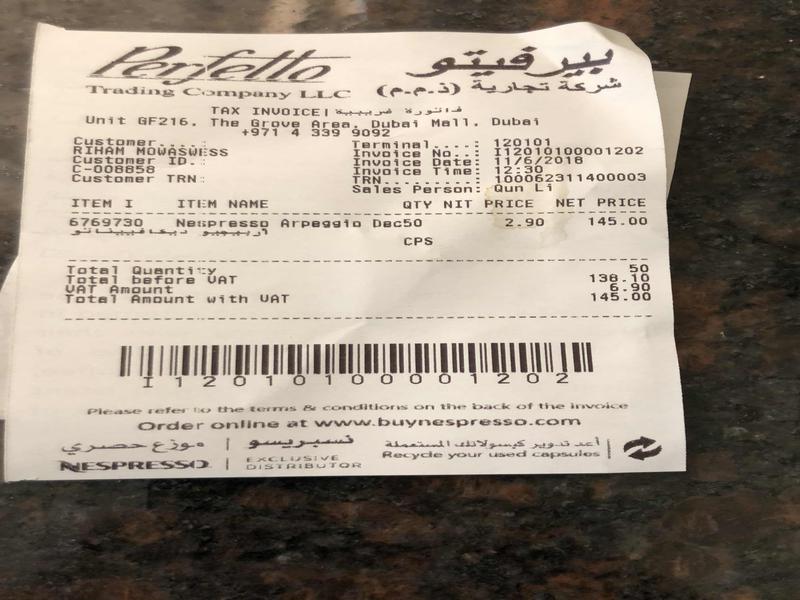 Perfetto بيرفيتو
Trading Company LLC شركة تجارية (ذ.م.م)
TAX INVOICE| فاتورة ضريبية
Unit GF216, The Grove Area, Dubai Mall, Dubai
+971 4 339 9092
Customer....: Terminal....: 120101
RIHAM MOWASWESS Invoice No..: I12010100001202
Customer ID.: Invoice Date: 11/6/2018
C-008858 Invoice Time: 12:30
Customer TRN: TRN.........: 100062311400003
Sales Person: Qun Li
ITEM I ITEM NAME QTY NIT PRICE NET PRICE
6769730 Nespresso Arpeggio Dec50 2.90 145.00
CPS
Total Quantity 50
Total before VAT 138.10
VAT Amount 6.90
Total Amount with VAT 145.00
I12010100001202
Please refer to the terms & conditions on the back of the invoice
Order online at www.buynespresso.com
موزع حصري | نسبريسو أعد تدوير كبسولاتك المستعملة
NESPRESSO | EXCLUSIVE DISTRIBUTOR Recycle your used capsules